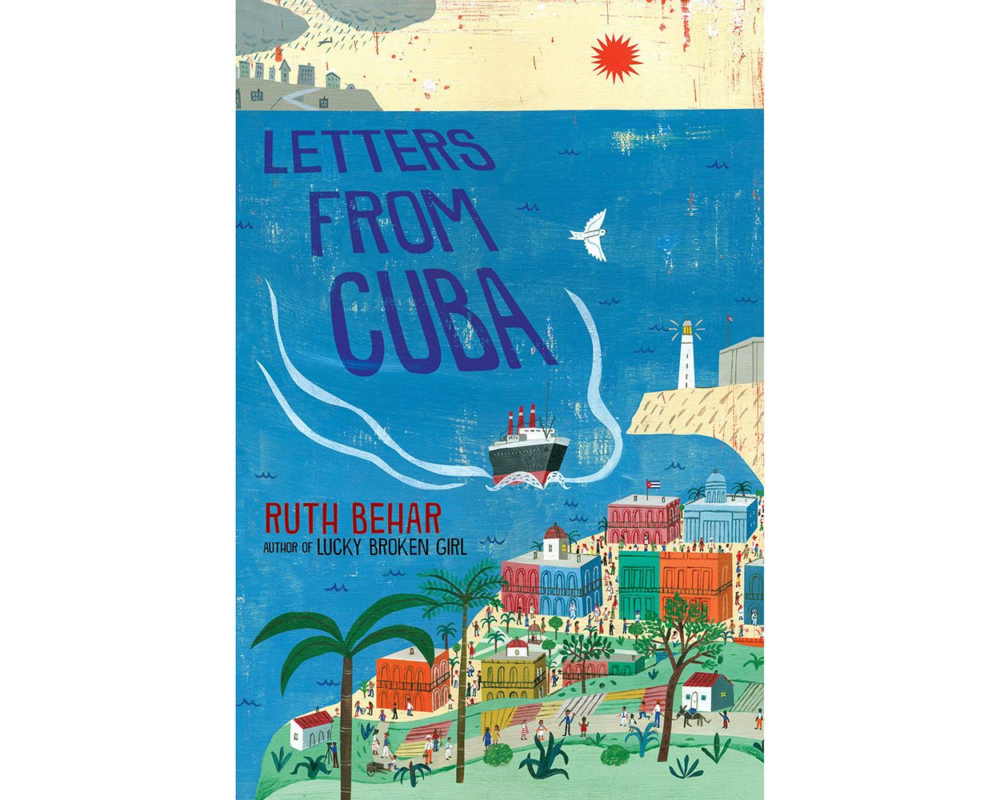 LETTERS
FROM
CUBA
RUTH BEHAR
AUTHOR OF LUCKY BROKEN GIRL